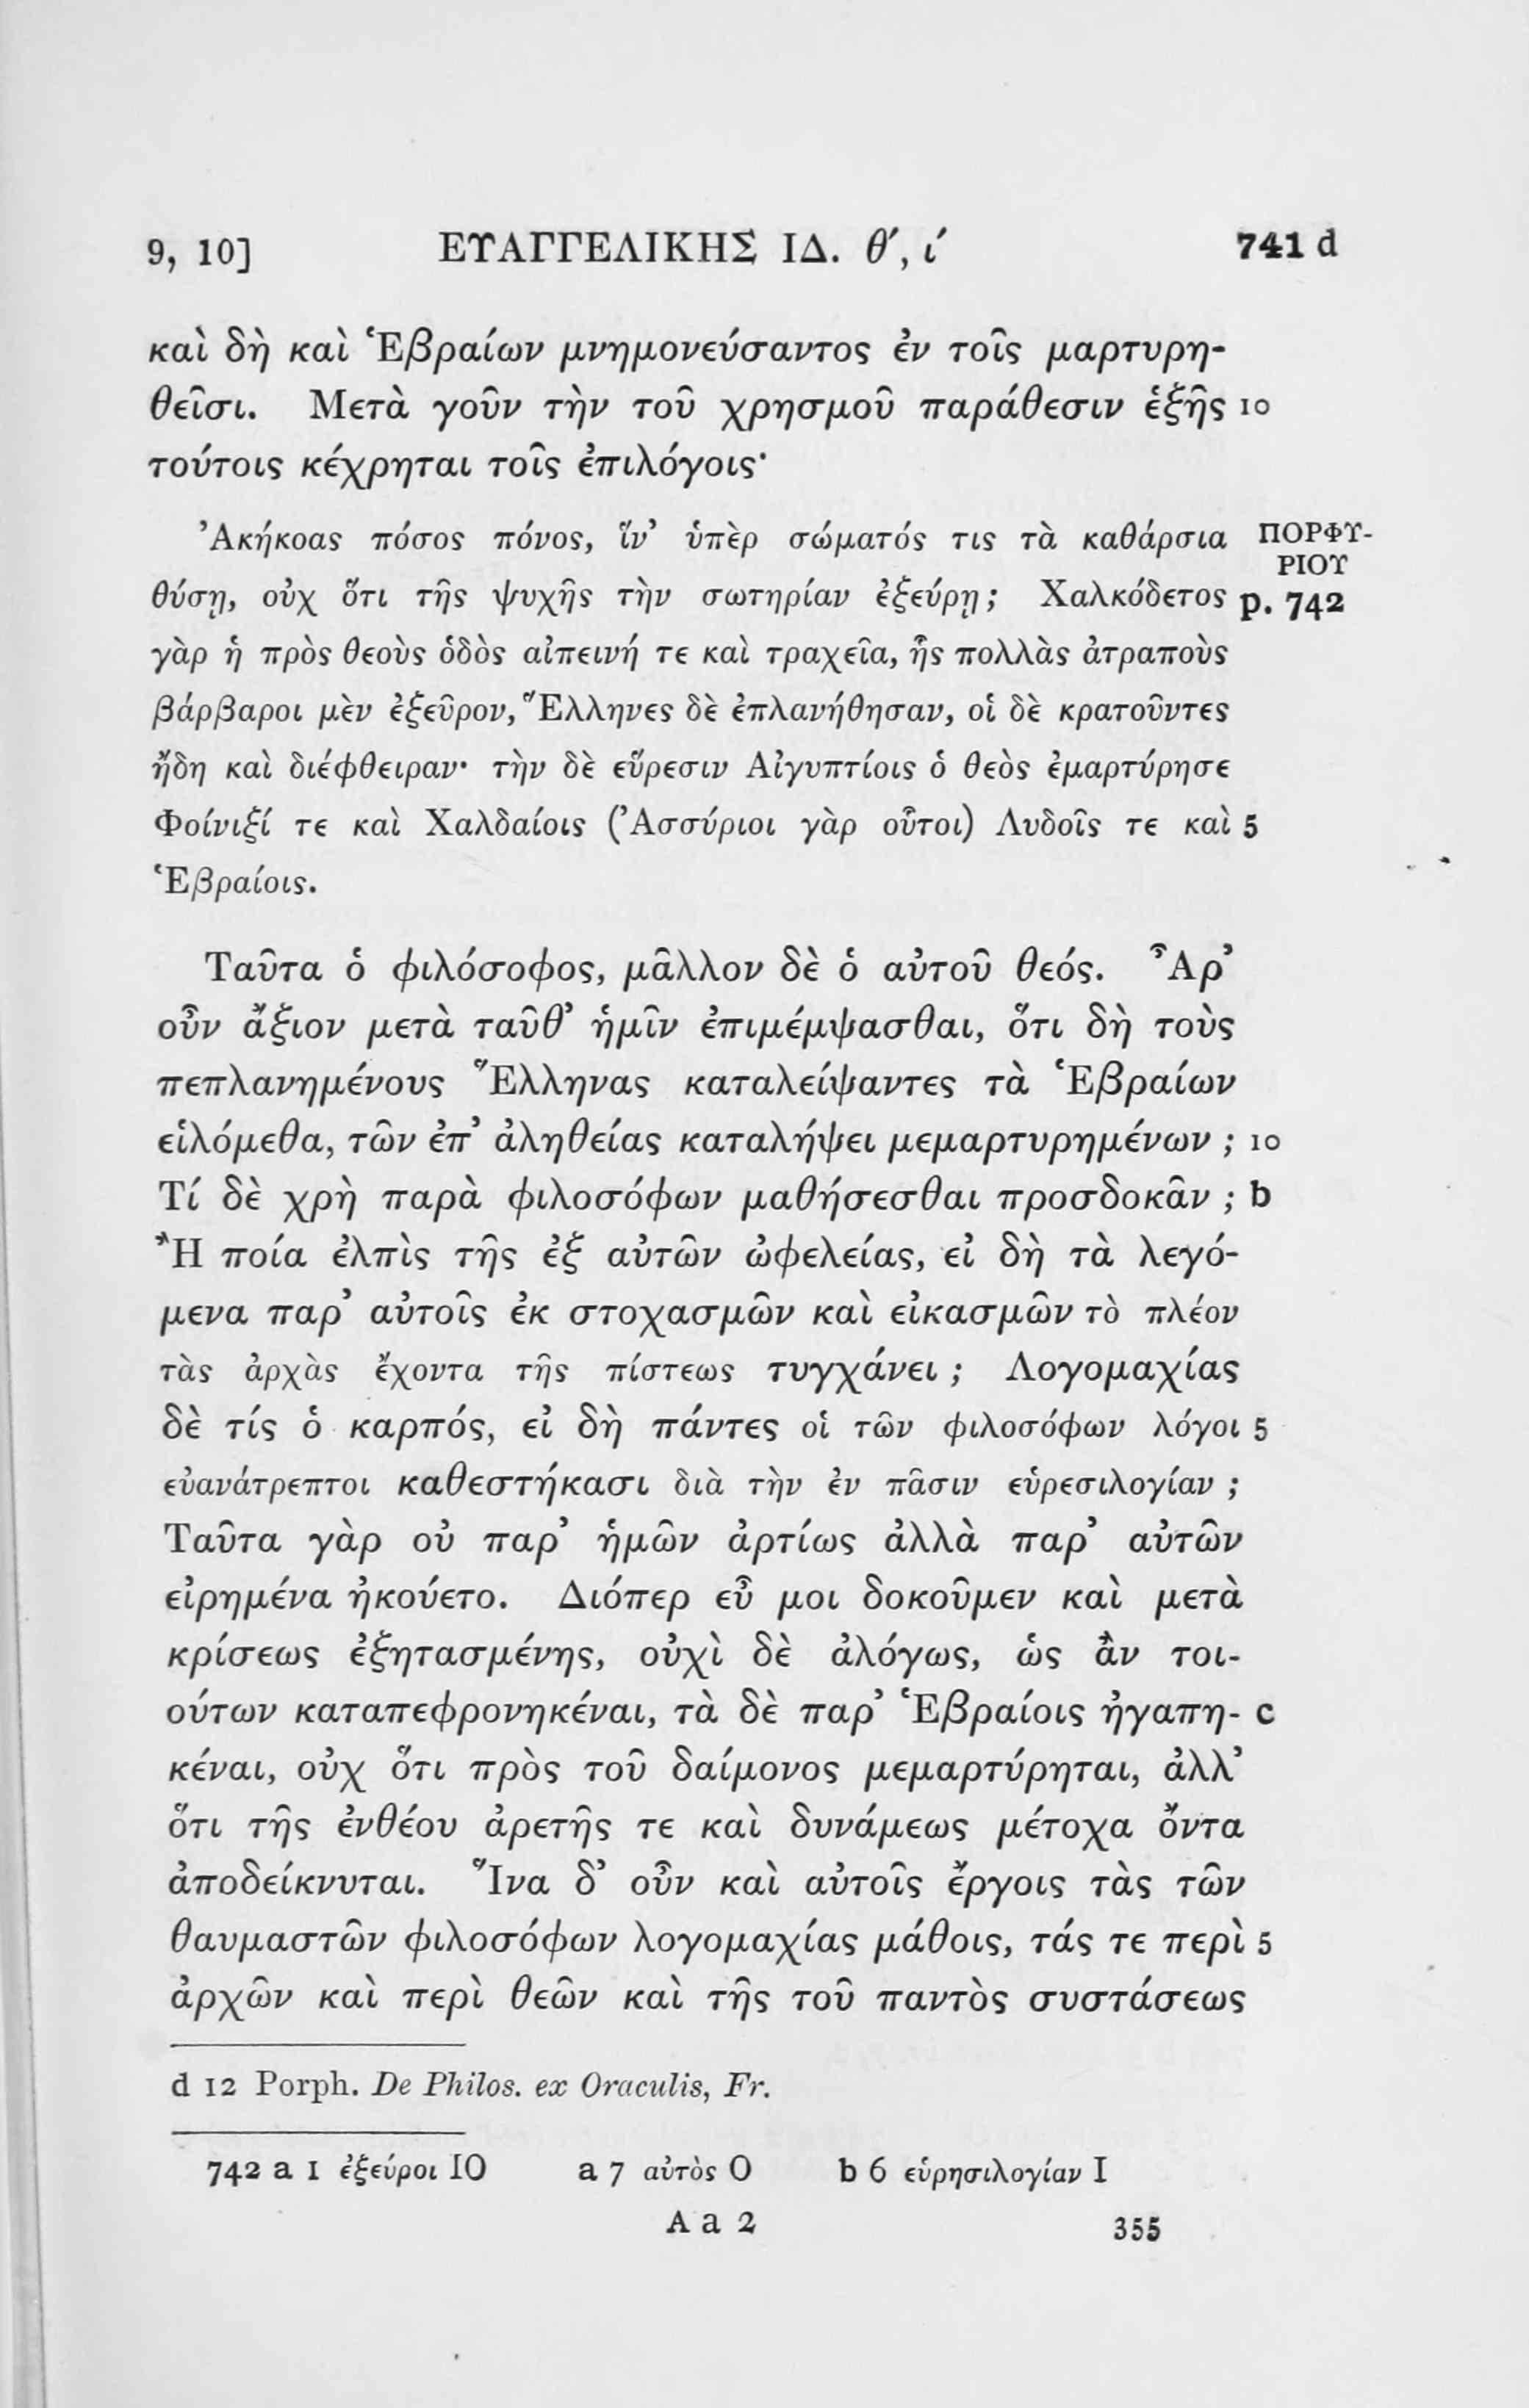 9, 10] ΕΥΑΓΓΕΛΙΚΗΣ ΙΔ. θ′, ι′ 741 d
καὶ δὴ καὶ Ἑβραίων μνημονεύσαντος ἐν τοῖς μαρτυρη-
θεῖσι. Μετὰ γοῦν τὴν τοῦ χρησμοῦ παράθεσιν ἑξῆς 10
τούτοις κέχρηται τοῖς ἐπιλόγοις·
Ἀκήκοας πόσος πόνος, ἵν’ ὑπὲρ σώματός τις τὰ καθάρσια ΠΟΡΦΥ-
ΡΙΟΥ
θύσῃ, οὐχ ὅτι τῆς ψυχῆς τὴν σωτηρίαν ἐξεύρῃ; Χαλκόδετος p. 742
γὰρ ἡ πρὸς θεοὺς ὁδὸς αἰπεινή τε καὶ τραχεῖα, ἧς πολλὰς ἀτραποὺς
βάρβαροι μὲν ἐξεῦρον, Ἕλληνες δὲ ἐπλανήθησαν, οἱ δὲ κρατοῦντες
ἤδη καὶ διέφθειραν· τὴν δὲ εὕρεσιν Αἰγυπτίοις ὁ θεὸς ἐμαρτύρησε
Φοίνιξί τε καὶ Χαλδαίοις (Ἀσσύριοι γὰρ οὗτοι) Λυδοῖς τε καὶ 5
Ἑβραίοις.
Ταῦτα ὁ φιλόσοφος, μᾶλλον δὲ ὁ αὐτοῦ θεός. Ἆρ’
οὖν ἄξιον μετὰ ταῦθ’ ἡμῖν ἐπιμέμψασθαι, ὅτι δὴ τοὺς
πεπλανημένους Ἕλληνας καταλείψαντες τὰ Ἑβραίων
εἱλόμεθα, τῶν ἐπ’ ἀληθείας καταλήψει μεμαρτυρημένων ; 10
Τί δὲ χρὴ παρὰ φιλοσόφων μαθήσεσθαι προσδοκᾶν ; b
Ἢ ποία ἐλπὶς τῆς ἐξ αὐτῶν ὠφελείας, εἰ δὴ τὰ λεγό-
μενα παρ’ αὐτοῖς ἐκ στοχασμῶν καὶ εἰκασμῶν τὸ πλέον
τὰς ἀρχὰς ἔχοντα τῆς πίστεως τυγχάνει ; Λογομαχίας
δὲ τίς ὁ καρπός, εἰ δὴ πάντες οἱ τῶν φιλοσόφων λόγοι 5
εὐανάτρεπτοι καθεστήκασι διὰ τὴν ἐν πᾶσιν εὑρεσιλογίαν ;
Ταῦτα γὰρ οὐ παρ’ ἡμῶν ἀρτίως ἀλλὰ παρ’ αὐτῶν
εἰρημένα ἠκούετο. Διόπερ εὖ μοι δοκοῦμεν καὶ μετὰ
κρίσεως ἐξητασμένης, οὐχὶ δὲ ἀλόγως, ὡς ἂν τοι-
ούτων καταπεφρονηκέναι, τὰ δὲ παρ’ Ἑβραίοις ἠγαπη- c
κέναι, οὐχ ὅτι πρὸς τοῦ δαίμονος μεμαρτύρηται, ἀλλ’
ὅτι τῆς ἐνθέου ἀρετῆς τε καὶ δυνάμεως μέτοχα ὄντα
ἀποδείκνυται. Ἵνα δ’ οὖν καὶ αὐτοῖς ἔργοις τὰς τῶν
θαυμαστῶν φιλοσόφων λογομαχίας μάθοις, τάς τε περὶ 5
ἀρχῶν καὶ περὶ θεῶν καὶ τῆς τοῦ παντὸς συστάσεως
d 12 Porph. De Philos. ex Oraculis, Fr.
742 a 1 ἐξεύροι IO a 7 αὐτὸς O b 6 εὑρησιλογίαν I
A a 2 355